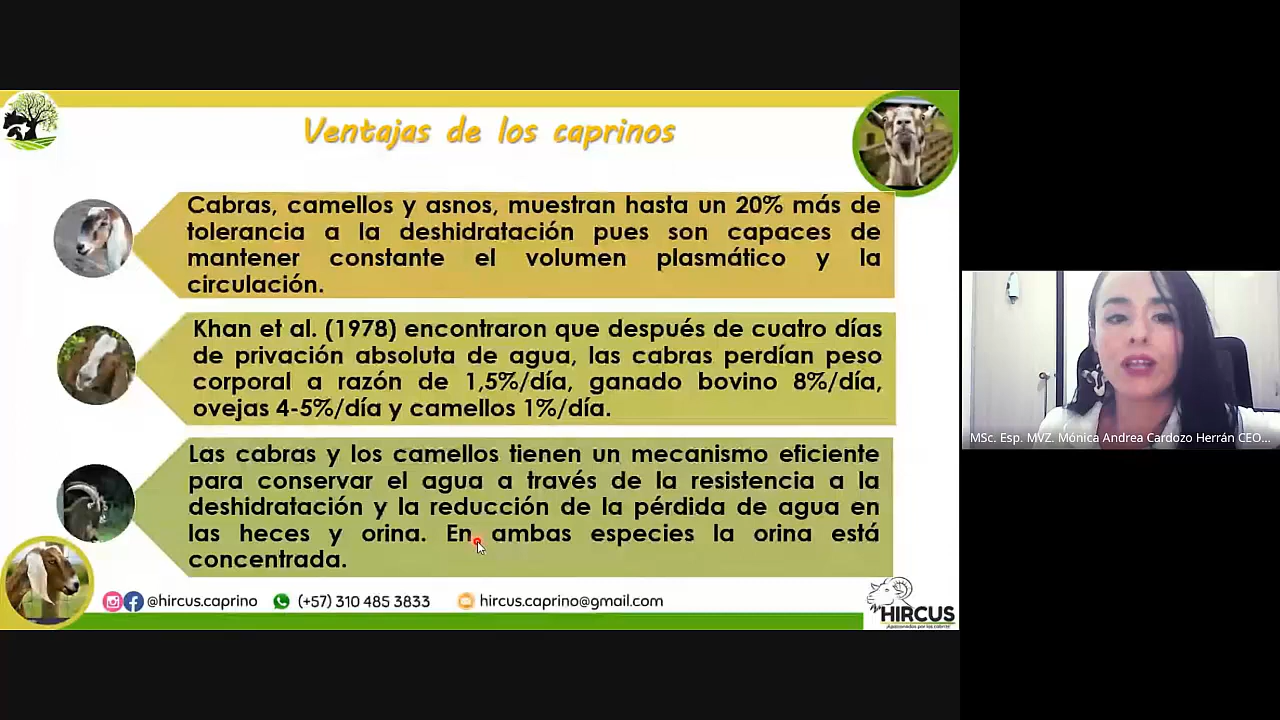 Ventajas de los caprinos
Cabras, camellos y asnos, muestran hasta un 20% más de
tolerancia a la deshidratación pues son capaces de
mantener constante el volumen plasmático y la
circulación.
Khan et al. (1978) encontraron que después de cuatro días
de privación absoluta de agua, las cabras perdían peso
corporal a razón de 1,5%/día, ganado bovino 8%/día,
ovejas 4-5%/día y camellos 1%/día.
Las cabras y los camellos tienen un mecanismo eficiente
para conservar el agua a través de la resistencia a la
deshidratación y la reducción de la pérdida de agua en
las heces y orina. En ambas especies la orina está
concentrada.
@hircus.caprino (+57) 310 485 3833 hircus.caprino@gmail.com
HIRCUS
¡Apasionados por las cabras!
MSc. Esp. MVZ. Mónica Andrea Cardozo Herrán CEO...